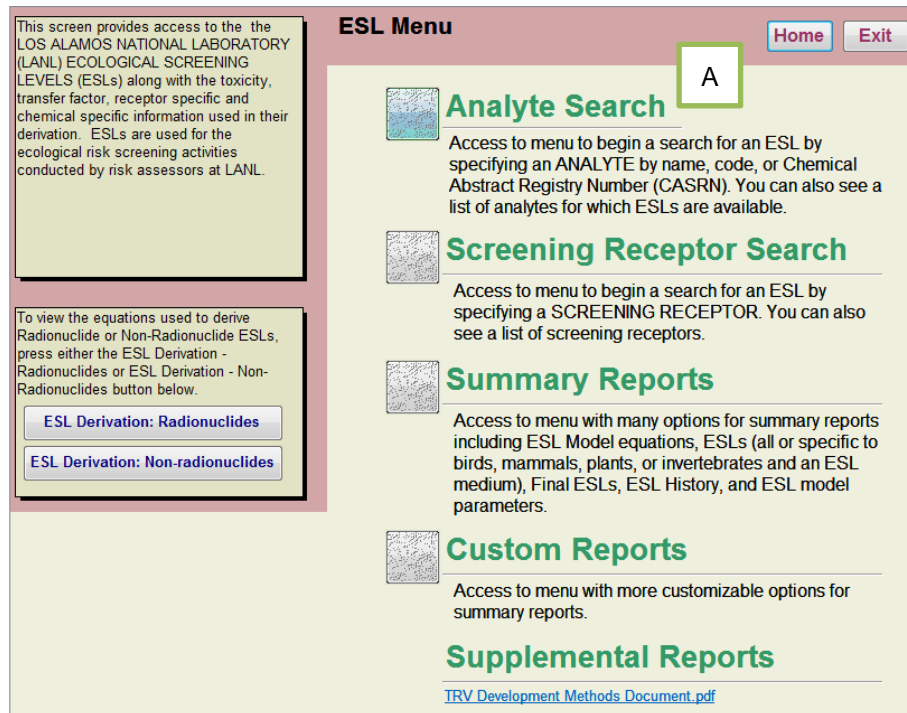 This screen provides access to the  the
LOS ALAMOS NATIONAL LABORATORY
(LANL) ECOLOGICAL SCREENING
LEVELS (ESLs) along with the toxicity,
transfer factor, receptor specific and
chemical specific information used in their
derivation.  ESLs are used for the
ecological risk screening activities
conducted by risk assessors at LANL.
To view the equations used to derive
Radionuclide or Non-Radionuclide ESLs,
press either the ESL Derivation -
Radionuclides or ESL Derivation - Non-
Radionuclides button below.
ESL Derivation: Radionuclides
ESL Derivation: Non-radionuclides
ESL Menu
Home
Exit
A
Analyte Search
Access to menu to begin a search for an ESL by
specifying an ANALYTE by name, code, or Chemical
Abstract Registry Number (CASRN). You can also see a
list of analytes for which ESLs are available.
Screening Receptor Search
Access to menu to begin a search for an ESL by
specifying a SCREENING RECEPTOR. You can also
see a list of screening receptors.
Summary Reports
Access to menu with many options for summary reports
including ESL Model equations, ESLs (all or specific to
birds, mammals, plants, or invertebrates and an ESL
medium), Final ESLs, ESL History, and ESL model
parameters.
Custom Reports
Access to menu with more customizable options for
summary reports.
Supplemental Reports
TRV Development Methods Document.pdf